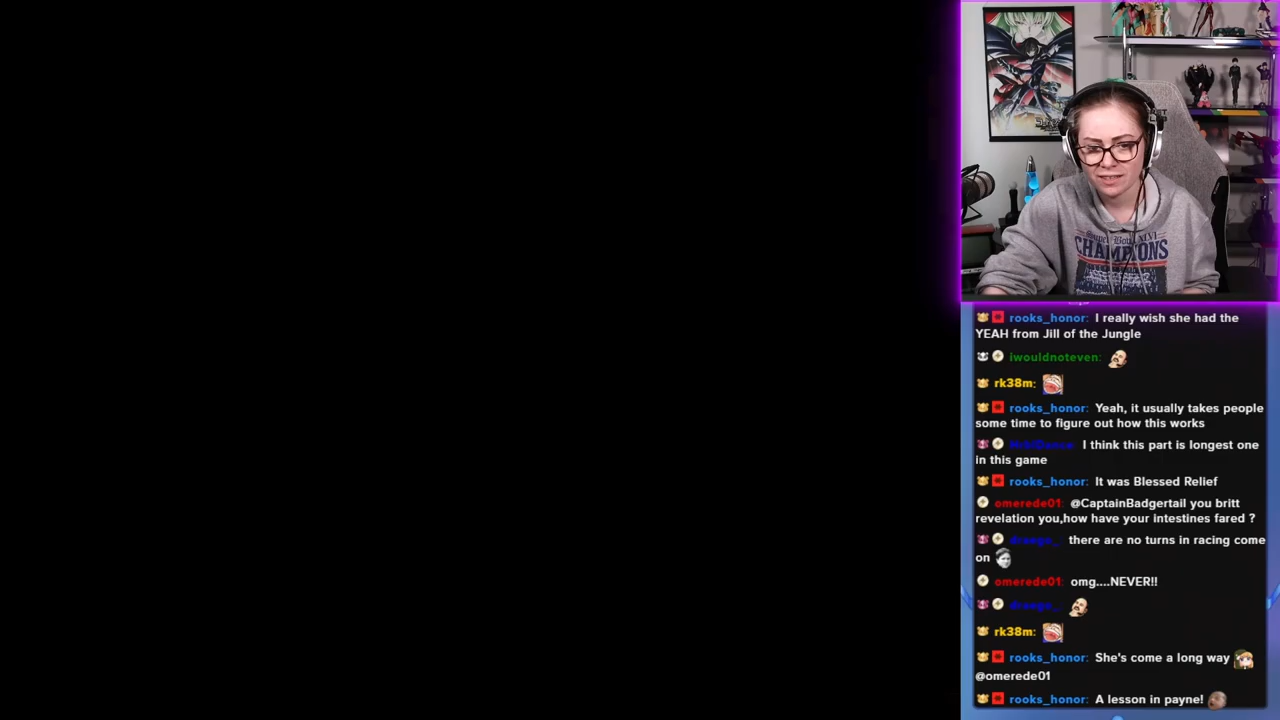 Super Bowl XLVI
CHAMPIONS
rooks_honor: I really wish she had the
YEAH from Jill of the Jungle
iwouldnoteven:
rk38m:
rooks_honor: Yeah, it usually takes people
some time to figure out how this works
I think this part is longest one
in this game
rooks_honor: It was Blessed Relief
omerede01: @CaptainBadgertail you britt
revelation you,how have your intestines fared ?
there are no turns in racing come
on
omerede01: omg....NEVER!!
rk38m:
rooks_honor: She's come a long way
@omerede01
rooks_honor: A lesson in payne!